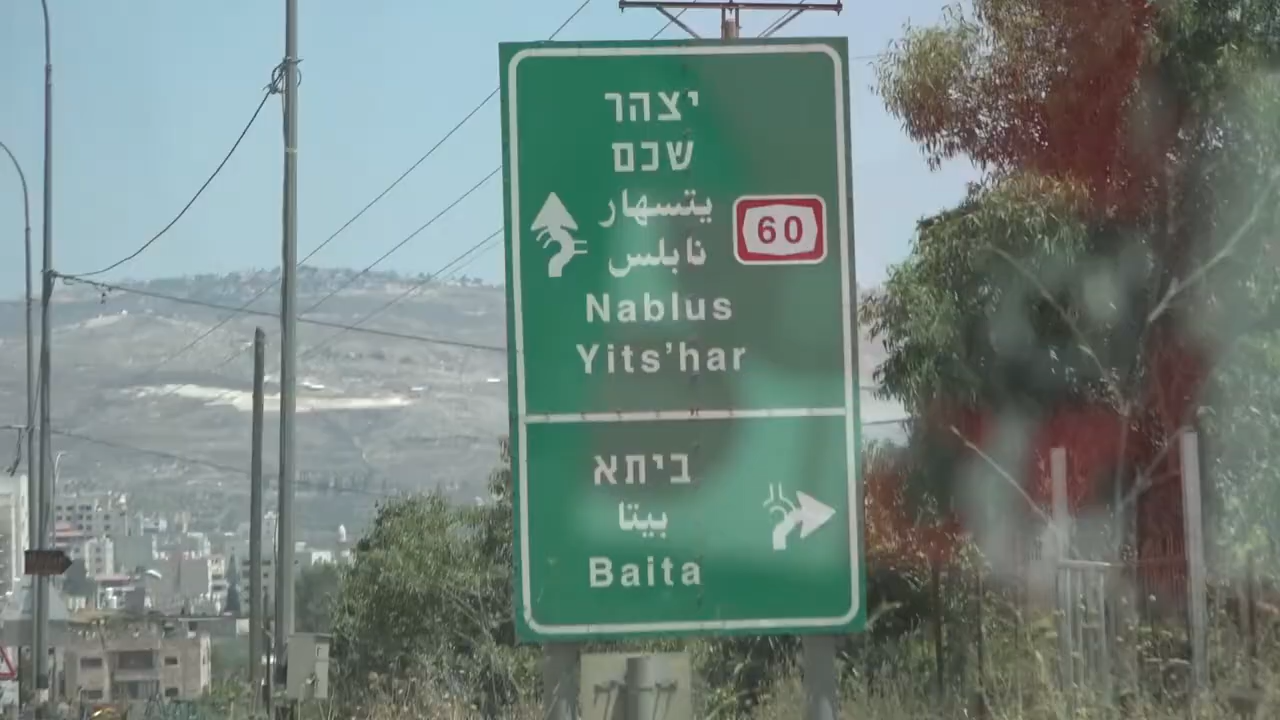 יצהר
שכם
يتسهار
نابلس
60
Nablus
Yits'har
ביתא
بيتا
Baita